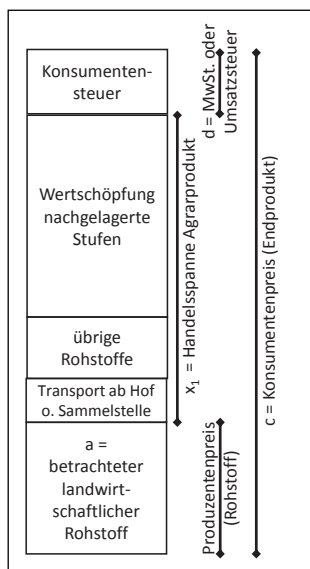 Konsumenten-
steuer
Wertschöpfung
nachgelagerte
Stufen
übrige
Rohstoffe
Transport ab Hof
o. Sammelstelle
a =
betrachteter
landwirt-
schaftlicher
Rohstoff
d = MwSt. oder
Umsatzsteuer
x₁ = Handelsspanne Agrarprodukt
Produzentenpreis
(Rohstoff)
c = Konsumentenpreis (Endprodukt)